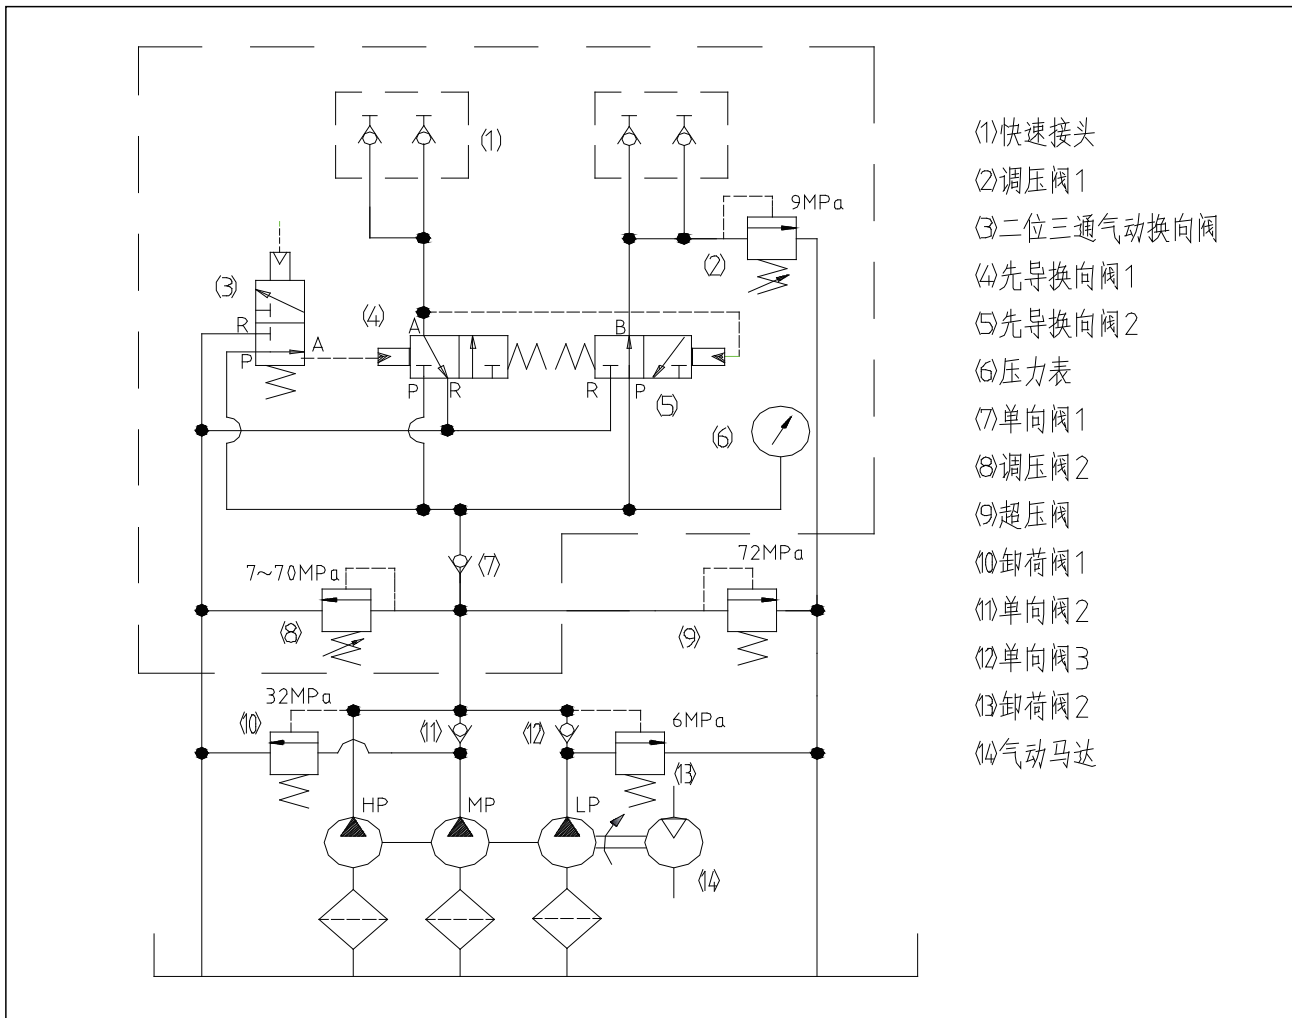 (1)
9MPa
(2)
(3)
(4)
R
A
P
A
B
P
R
R
P
(5)
(6)
(7)
72MPa
7~70MPa
(8)
(9)
32MPa
(10)
(11)
(12)
6MPa
(13)
HP
MP
LP
(14)
(1)快速接头
(2)调压阀1
(3)二位三通气动换向阀
(4)先导换向阀1
(5)先导换向阀2
(6)压力表
(7)单向阀1
(8)调压阀2
(9)超压阀
(10)卸荷阀1
(11)单向阀2
(12)单向阀3
(13)卸荷阀2
(14)气动马达